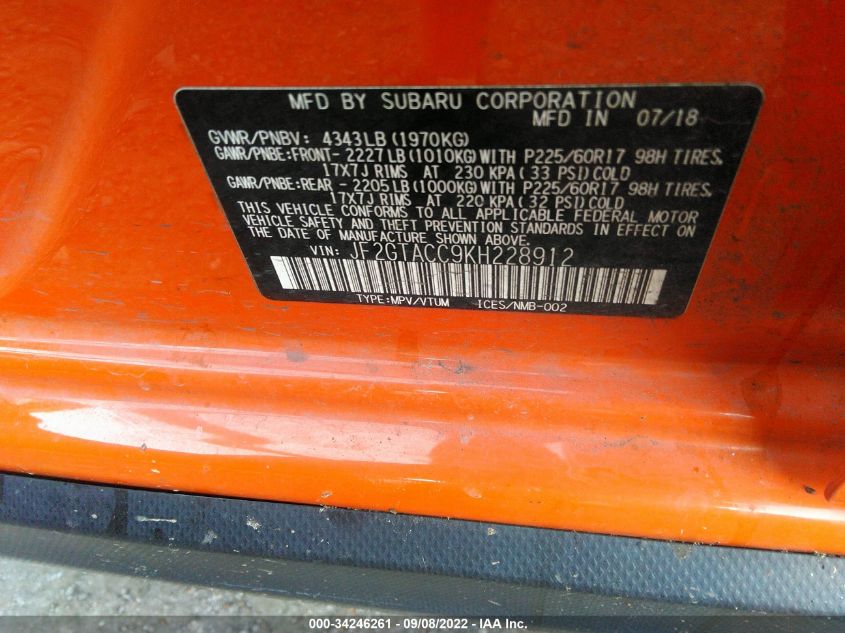 MFD BY SUBARU CORPORATION
MFD IN 07/18
GVWR/PNBV: 4343LB (1970KG)
GAWR/PNBE:FRONT- 2227LB (1010KG) WITH P225/60R17 98H TIRES,
17X7J RIMS AT 230 KPA (33 PSI) COLD
GAWR/PNBE:REAR - 2205LB (1000KG) WITH P225/60R17 98H TIRES,
17X7J RIMS AT 220 KPA (32 PSI) COLD
THIS VEHICLE CONFORMS TO ALL APPLICABLE FEDERAL MOTOR
VEHICLE SAFETY AND THEFT PREVENTION STANDARDS IN EFFECT ON
THE DATE OF MANUFACTURE SHOWN ABOVE.
VIN: JF2GTACC9KH228912
TYPE:MPV/VTUM ICES/NMB-002
000-34246261 - 09/08/2022 - IAA Inc.